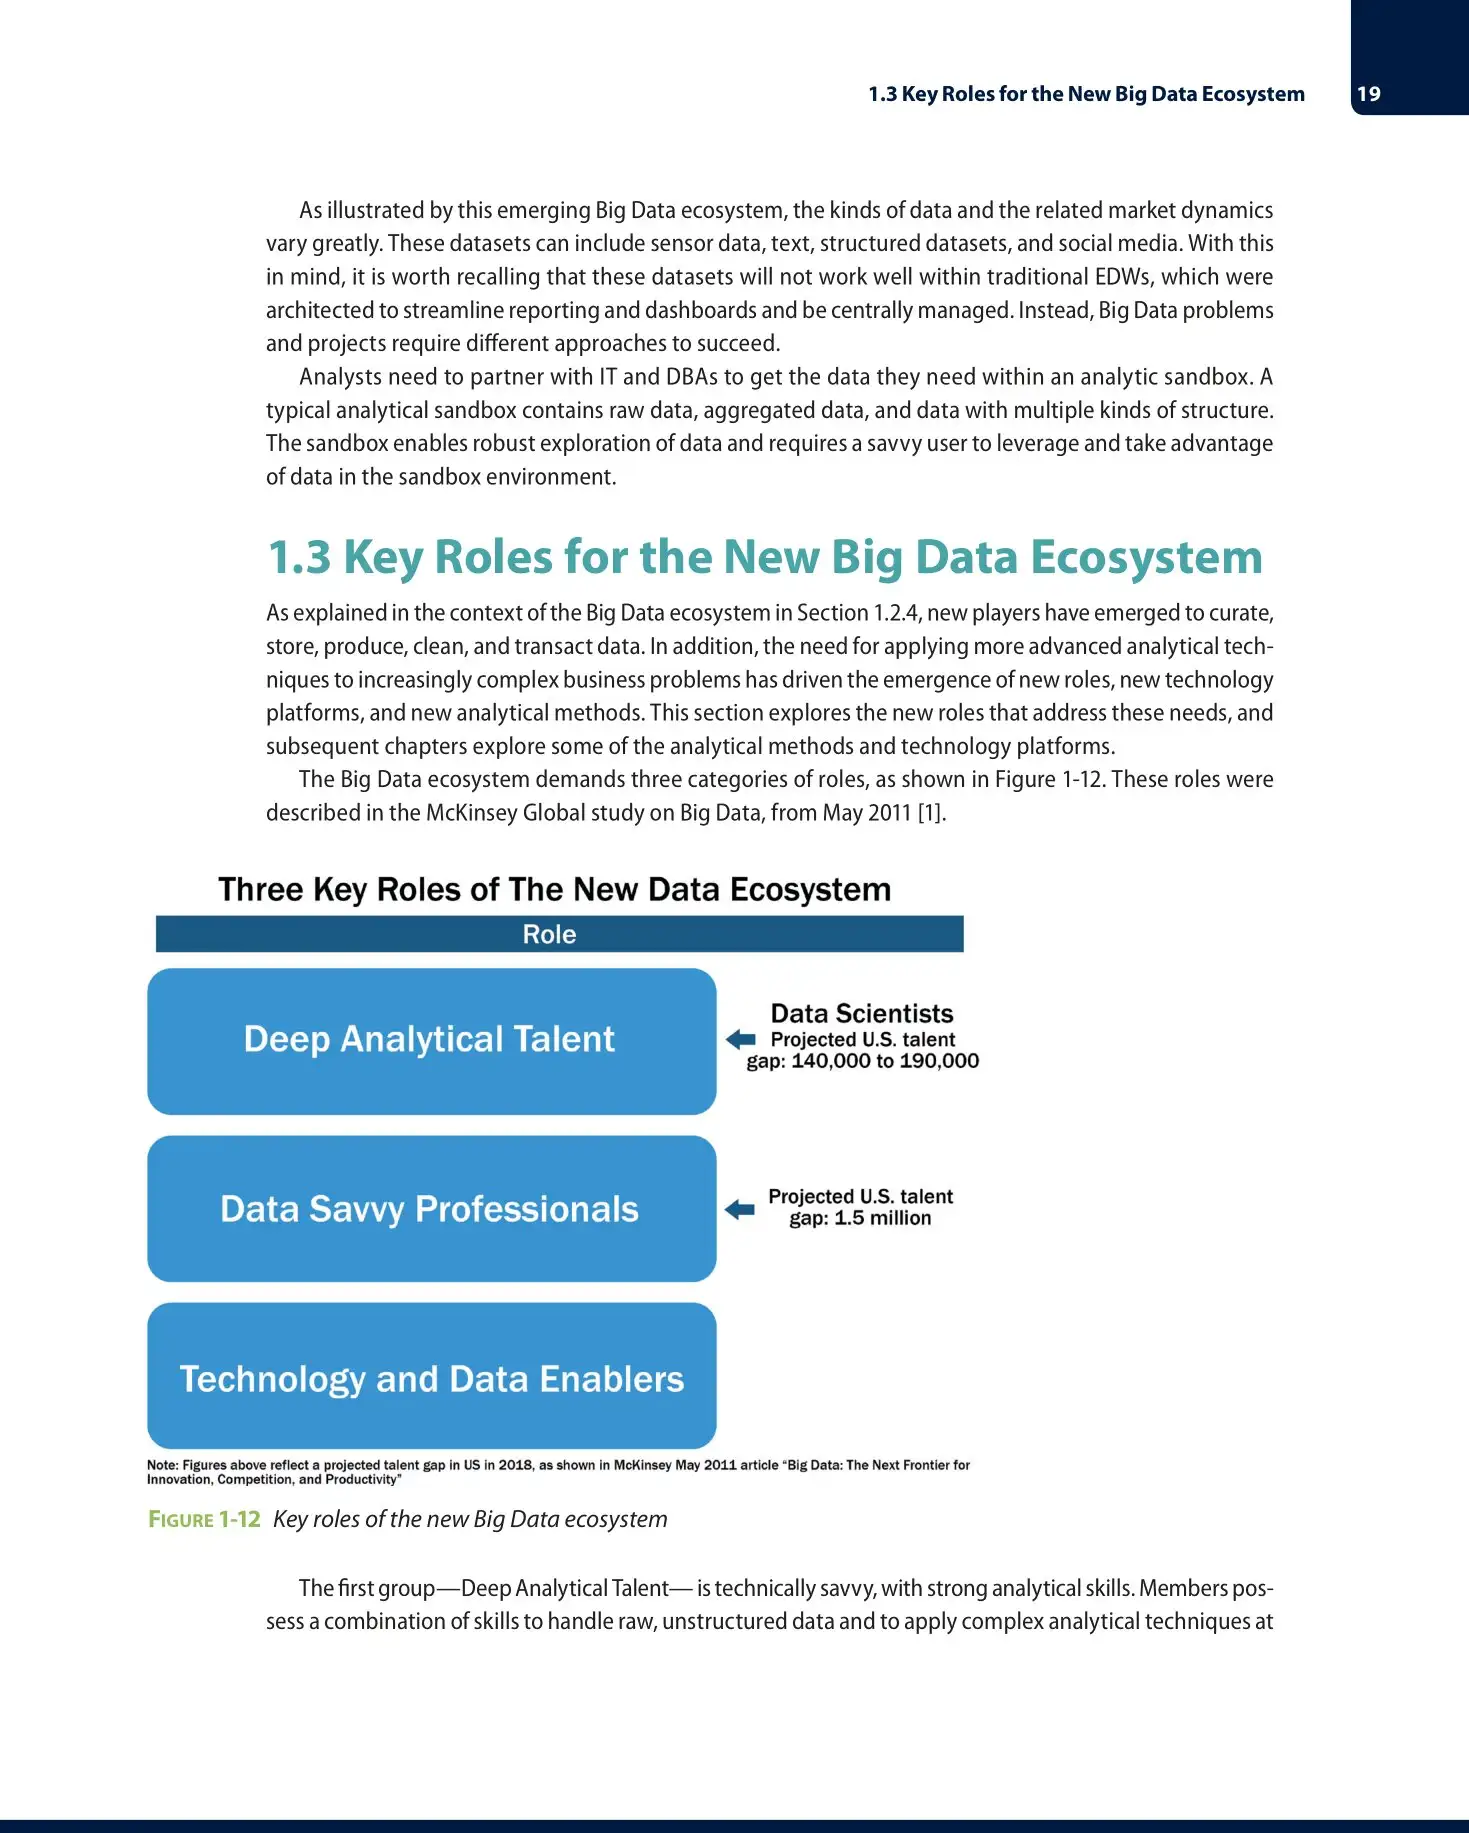 1.3 Key Roles for the New Big Data Ecosystem 19
As illustrated by this emerging Big Data ecosystem, the kinds of data and the related market dynamics
vary greatly. These datasets can include sensor data, text, structured datasets, and social media. With this
in mind, it is worth recalling that these datasets will not work well within traditional EDWs, which were
architected to streamline reporting and dashboards and be centrally managed. Instead, Big Data problems
and projects require different approaches to succeed.
Analysts need to partner with IT and DBAs to get the data they need within an analytic sandbox. A
typical analytical sandbox contains raw data, aggregated data, and data with multiple kinds of structure.
The sandbox enables robust exploration of data and requires a savvy user to leverage and take advantage
of data in the sandbox environment.
1.3 Key Roles for the New Big Data Ecosystem
As explained in the context of the Big Data ecosystem in Section 1.2.4, new players have emerged to curate,
store, produce, clean, and transact data. In addition, the need for applying more advanced analytical tech-
niques to increasingly complex business problems has driven the emergence of new roles, new technology
platforms, and new analytical methods. This section explores the new roles that address these needs, and
subsequent chapters explore some of the analytical methods and technology platforms.
The Big Data ecosystem demands three categories of roles, as shown in Figure 1-12. These roles were
described in the McKinsey Global study on Big Data, from May 2011 [1].
Three Key Roles of The New Data Ecosystem
Role
Deep Analytical Talent
Data Scientists
Projected U.S. talent
gap: 140,000 to 190,000
Data Savvy Professionals
Projected U.S. talent
gap: 1.5 million
Technology and Data Enablers
Note: Figures above reflect a projected talent gap in US in 2018, as shown in McKinsey May 2011 article “Big Data: The Next Frontier for
Innovation, Competition, and Productivity”
FIGURE 1-12 Key roles of the new Big Data ecosystem
The first group—Deep Analytical Talent— is technically savvy, with strong analytical skills. Members pos-
sess a combination of skills to handle raw, unstructured data and to apply complex analytical techniques at